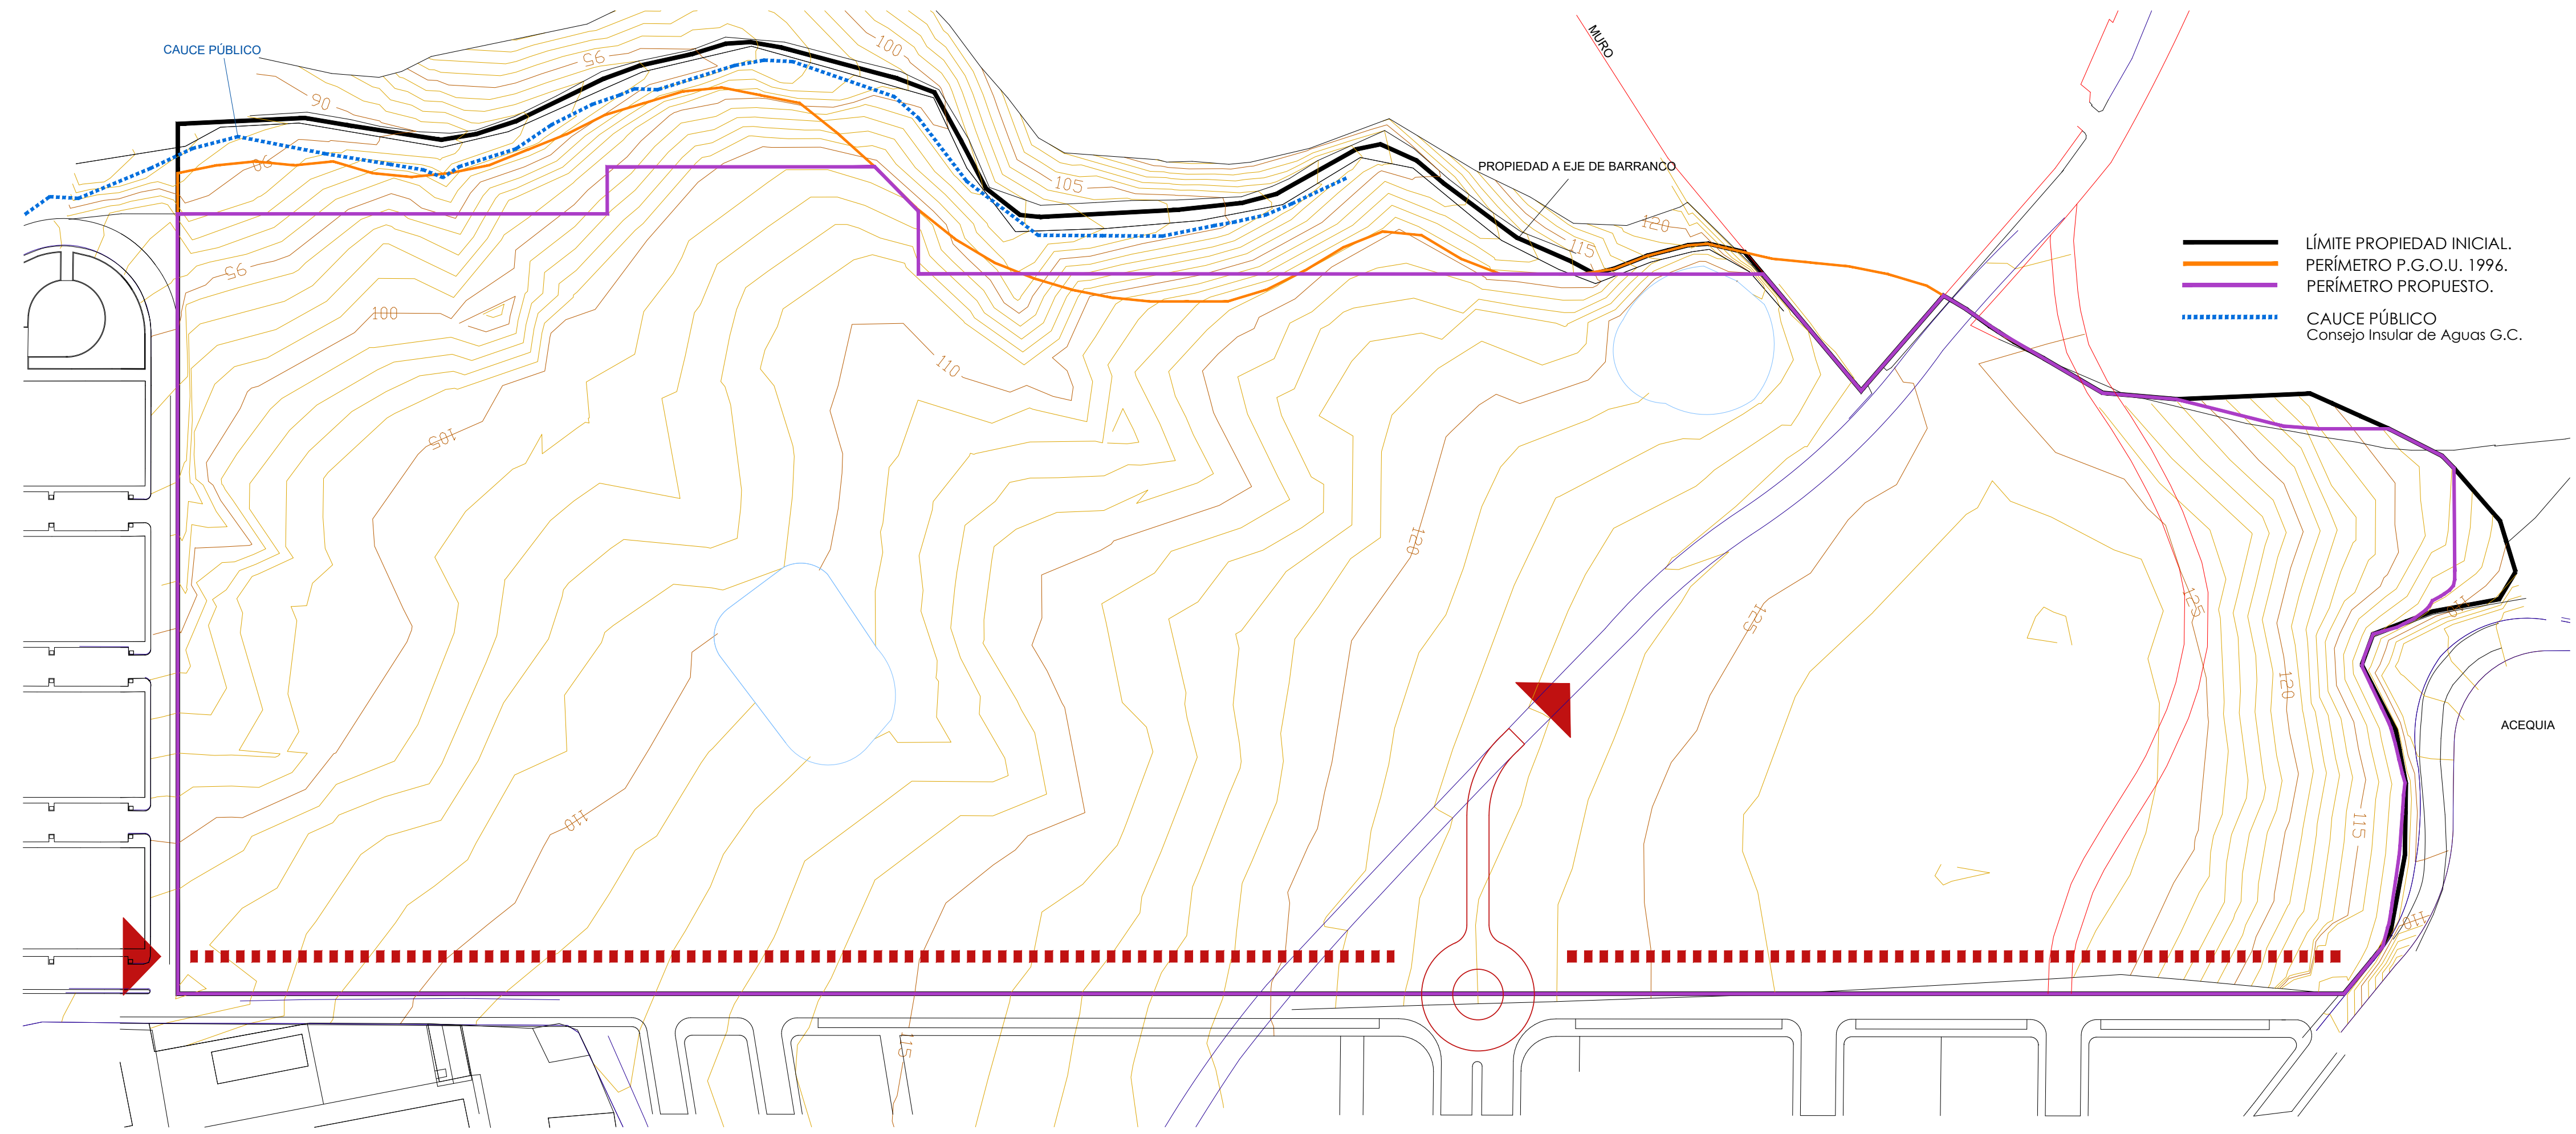 CAUCE PÚBLICO
MURO
95
100
90
PROPIEDAD A EJE DE BARRANCO
90
105
120
115
95
100
110
105
120
125
125
120
115
110
110
115
ACEQUIA
LÍMITE PROPIEDAD INICIAL.
PERÍMETRO P.G.O.U. 1996.
PERÍMETRO PROPUESTO.
CAUCE PÚBLICO
Consejo Insular de Aguas G.C.